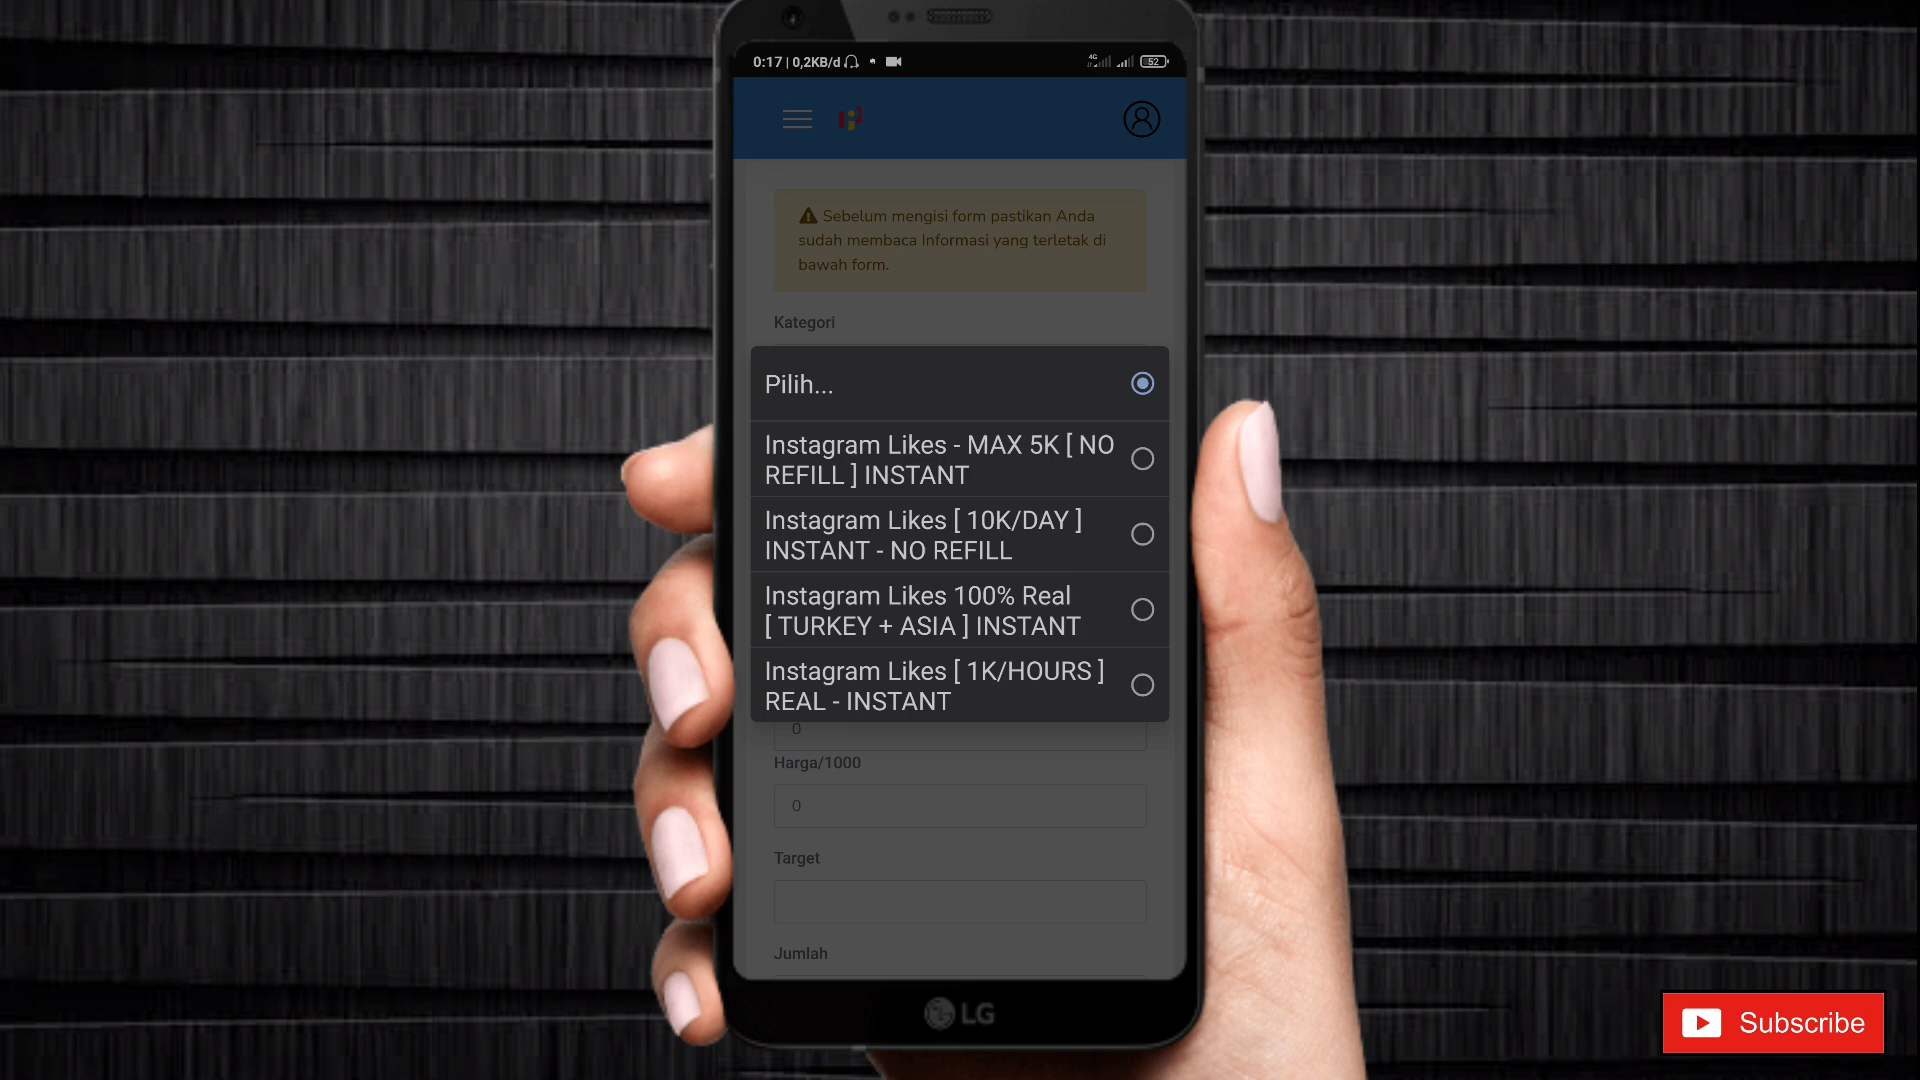 0:17 | 0,2KB/d
4G
52
Sebelum mengisi form pastikan Anda
sudah membaca Informasi yang terletak di
bawah form.
Kategori
Pilih...
Instagram Likes - MAX 5K [ NO
REFILL ] INSTANT
Instagram Likes [ 10K/DAY ]
INSTANT - NO REFILL
Instagram Likes 100% Real
[ TURKEY + ASIA ] INSTANT
Instagram Likes [ 1K/HOURS ]
REAL - INSTANT
0
Harga/1000
0
Target
Jumlah
LG
Subscribe